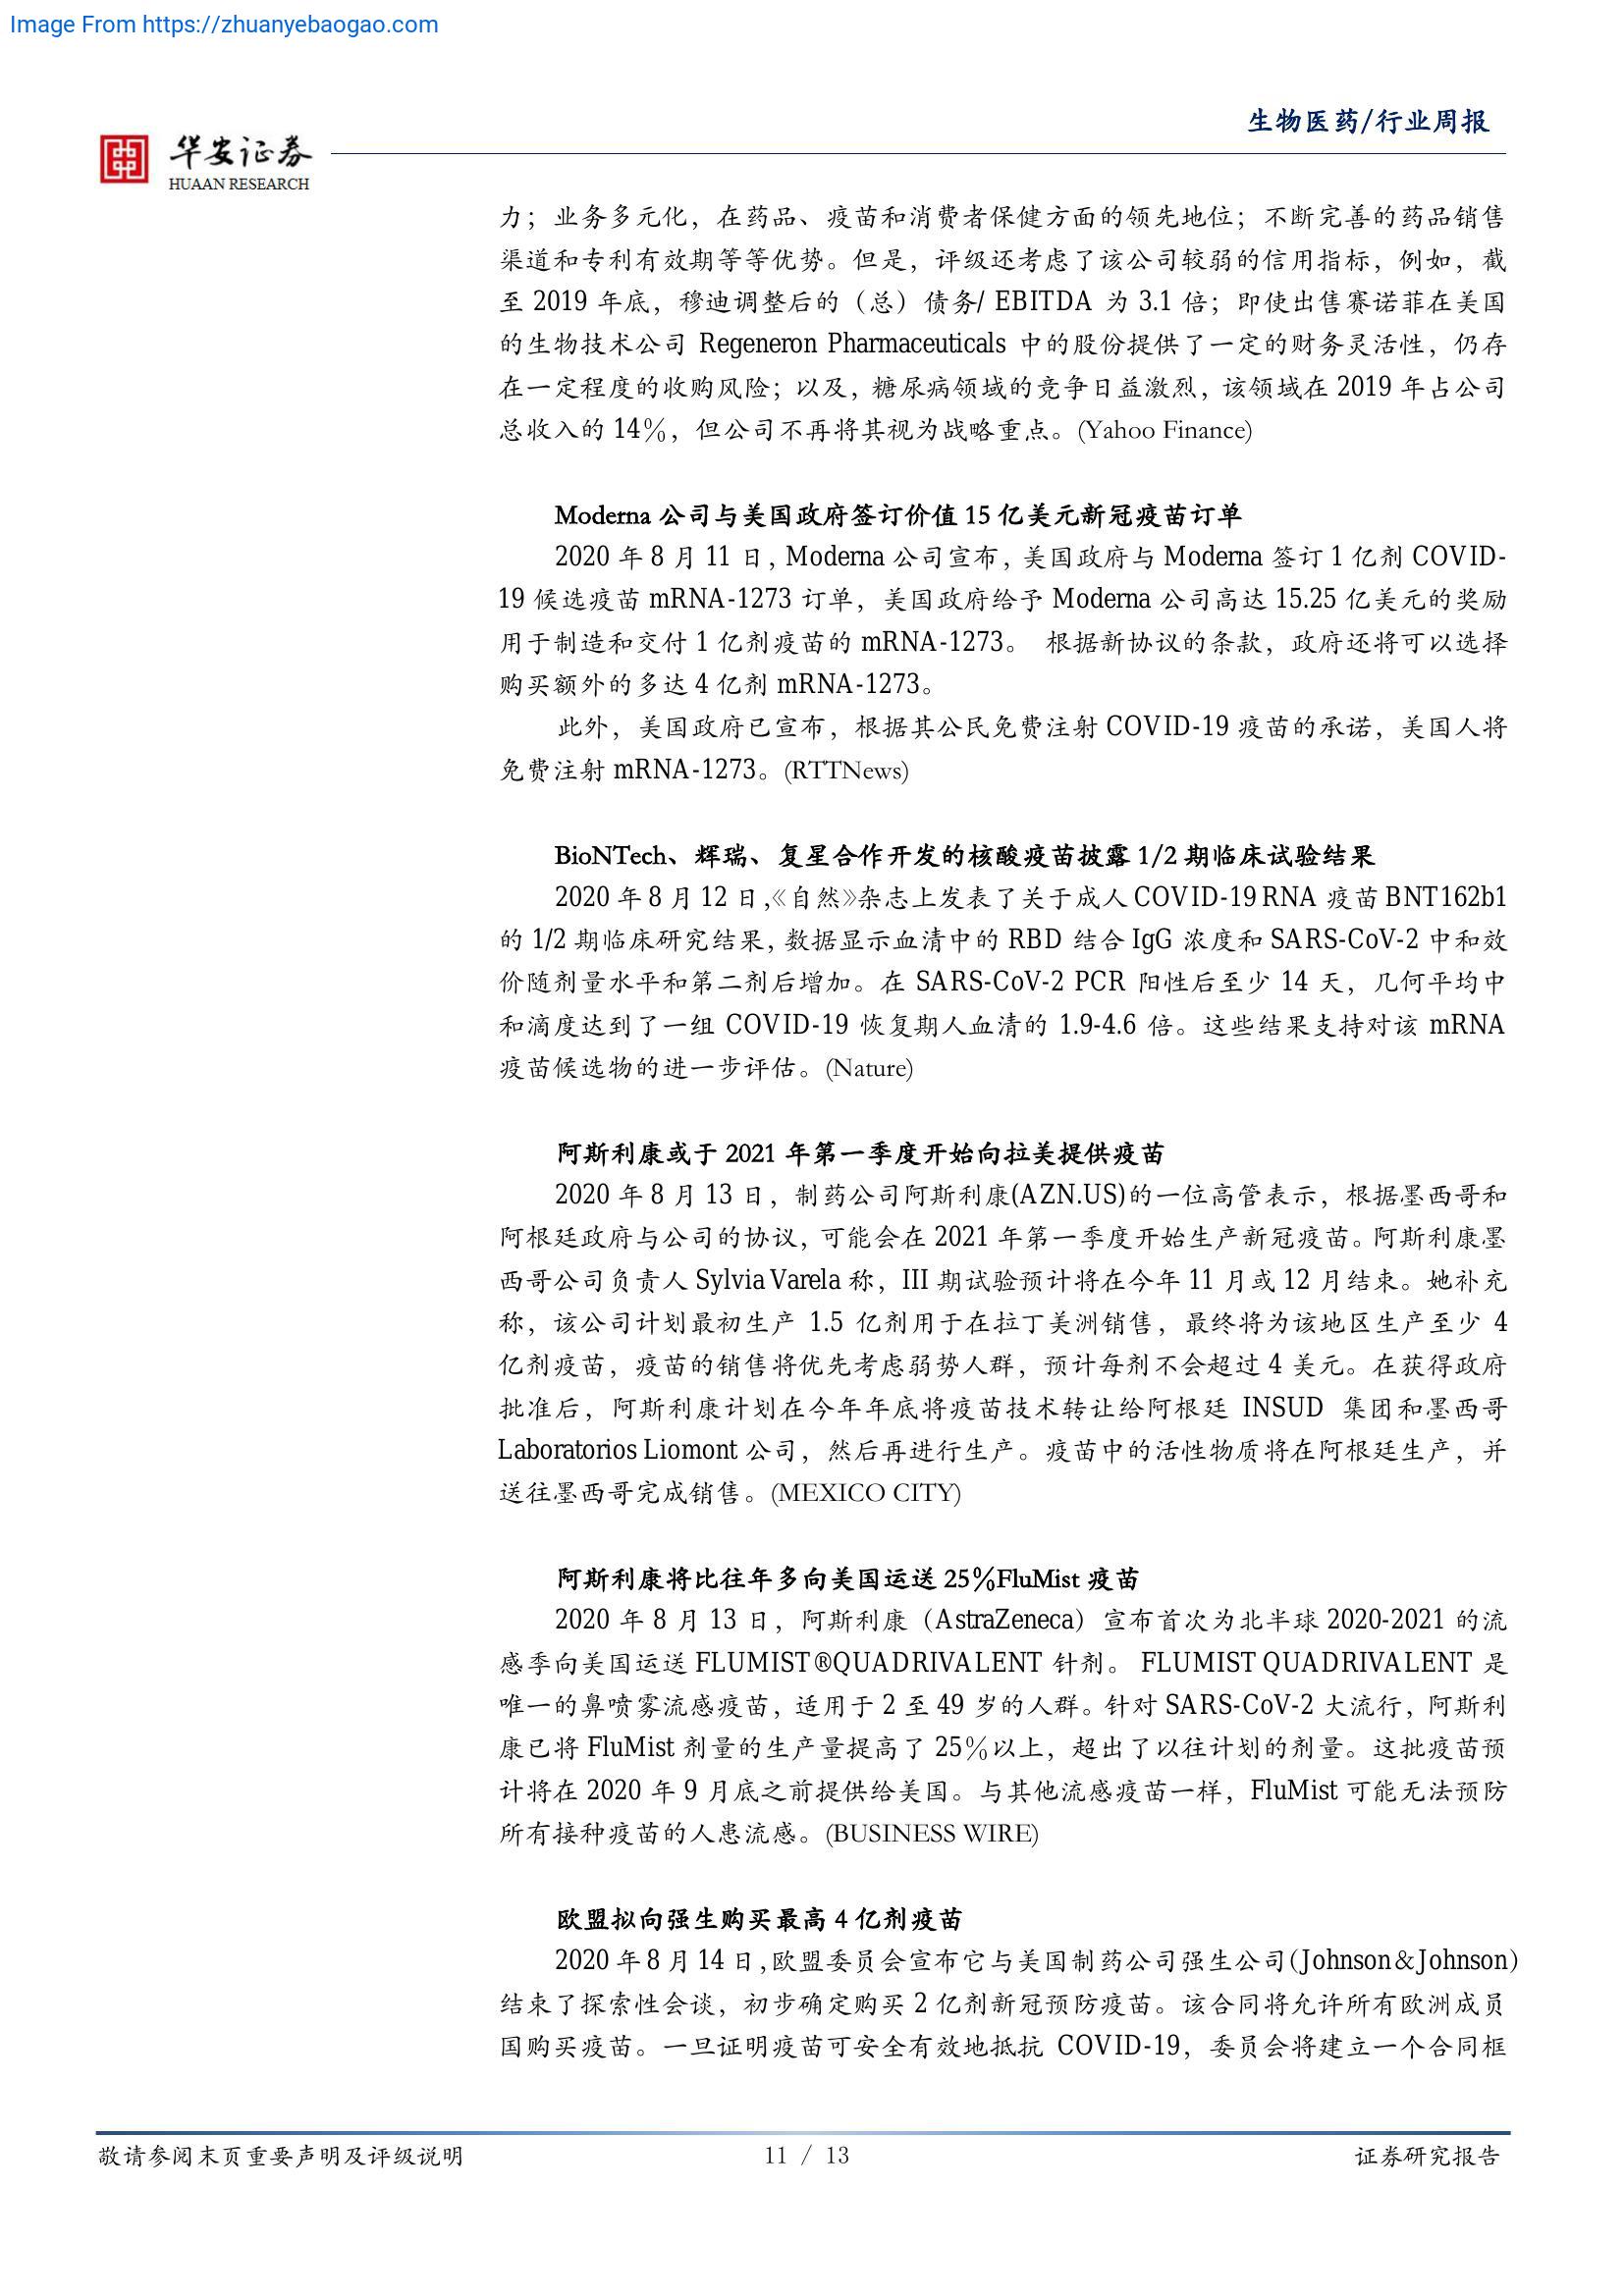 Image From https://zhuanyebaogao.com
生物医药/行业周报
华安证券
HUAAN RESEARCH
力；业务多元化，在药品、疫苗和消费者保健方面的领先地位；不断完善的药品销售
渠道和专利有效期等等优势。但是，评级还考虑了该公司较弱的信用指标，例如，截
至 2019 年底，穆迪调整后的（总）债务/ EBITDA 为 3.1 倍；即使出售赛诺菲在美国
的生物技术公司 Regeneron Pharmaceuticals 中的股份提供了一定的财务灵活性，仍存
在一定程度的收购风险；以及，糖尿病领域的竞争日益激烈，该领域在 2019 年占公司
总收入的 14%，但公司不再将其视为战略重点。(Yahoo Finance)
Moderna 公司与美国政府签订价值 15 亿美元新冠疫苗订单
2020 年 8 月 11 日，Moderna 公司宣布，美国政府与 Moderna 签订 1 亿剂 COVID-
19 候选疫苗 mRNA-1273 订单，美国政府给予 Moderna 公司高达 15.25 亿美元的奖励
用于制造和交付 1 亿剂疫苗的 mRNA-1273。 根据新协议的条款，政府还将可以选择
购买额外的多达 4 亿剂 mRNA-1273。
此外，美国政府已宣布，根据其公民免费注射 COVID-19 疫苗的承诺，美国人将
免费注射 mRNA-1273。(RTTNews)
BioNTech、辉瑞、复星合作开发的核酸疫苗披露 1/2 期临床试验结果
2020 年 8 月 12 日，《自然》杂志上发表了关于成人 COVID-19 RNA 疫苗 BNT162b1
的 1/2 期临床研究结果，数据显示血清中的 RBD 结合 IgG 浓度和 SARS-CoV-2 中和效
价随剂量水平和第二剂后增加。在 SARS-CoV-2 PCR 阳性后至少 14 天，几何平均中
和滴度达到了一组 COVID-19 恢复期人血清的 1.9-4.6 倍。这些结果支持对该 mRNA
疫苗候选物的进一步评估。(Nature)
阿斯利康或于 2021 年第一季度开始向拉美提供疫苗
2020 年 8 月 13 日，制药公司阿斯利康(AZN.US)的一位高管表示，根据墨西哥和
阿根廷政府与公司的协议，可能会在 2021 年第一季度开始生产新冠疫苗。阿斯利康墨
西哥公司负责人 Sylvia Varela 称，III 期试验预计将在今年 11 月或 12 月结束。她补充
称，该公司计划最初生产 1.5 亿剂用于在拉丁美洲销售，最终将为该地区生产至少 4
亿剂疫苗，疫苗的销售将优先考虑弱势人群，预计每剂不会超过 4 美元。在获得政府
批准后，阿斯利康计划在今年年底将疫苗技术转让给阿根廷 INSUD 集团和墨西哥
Laboratorios Liomont 公司，然后再进行生产。疫苗中的活性物质将在阿根廷生产，并
送往墨西哥完成销售。(MEXICO CITY)
阿斯利康将比往年多向美国运送 25%FluMist 疫苗
2020 年 8 月 13 日，阿斯利康（AstraZeneca）宣布首次为北半球 2020-2021 的流
感季向美国运送 FLUMIST®QUADRIVALENT 针剂。 FLUMIST QUADRIVALENT 是
唯一的鼻喷雾流感疫苗，适用于 2 至 49 岁的人群。针对 SARS-CoV-2 大流行，阿斯利
康已将 FluMist 剂量的生产量提高了 25%以上，超出了以往计划的剂量。这批疫苗预
计将在 2020 年 9 月底之前提供给美国。与其他流感疫苗一样，FluMist 可能无法预防
所有接种疫苗的人患流感。(BUSINESS WIRE)
欧盟拟向强生购买最高 4 亿剂疫苗
2020 年 8 月 14 日，欧盟委员会宣布它与美国制药公司强生公司(Johnson＆Johnson)
结束了探索性会谈，初步确定购买 2 亿剂新冠预防疫苗。该合同将允许所有欧洲成员
国购买疫苗。一旦证明疫苗可安全有效地抵抗 COVID-19，委员会将建立一个合同框
敬请参阅末页重要声明及评级说明
11 / 13
证券研究报告